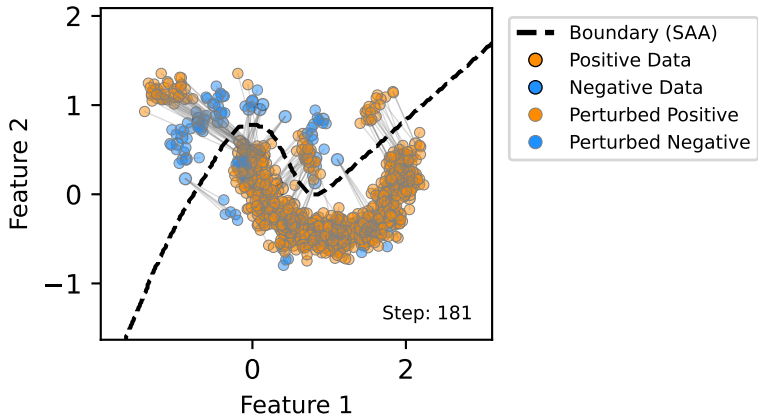 2
1
0
−1
Feature 2
0
2
Feature 1
Step: 181
Boundary (SAA)
Positive Data
Negative Data
Perturbed Positive
Perturbed Negative